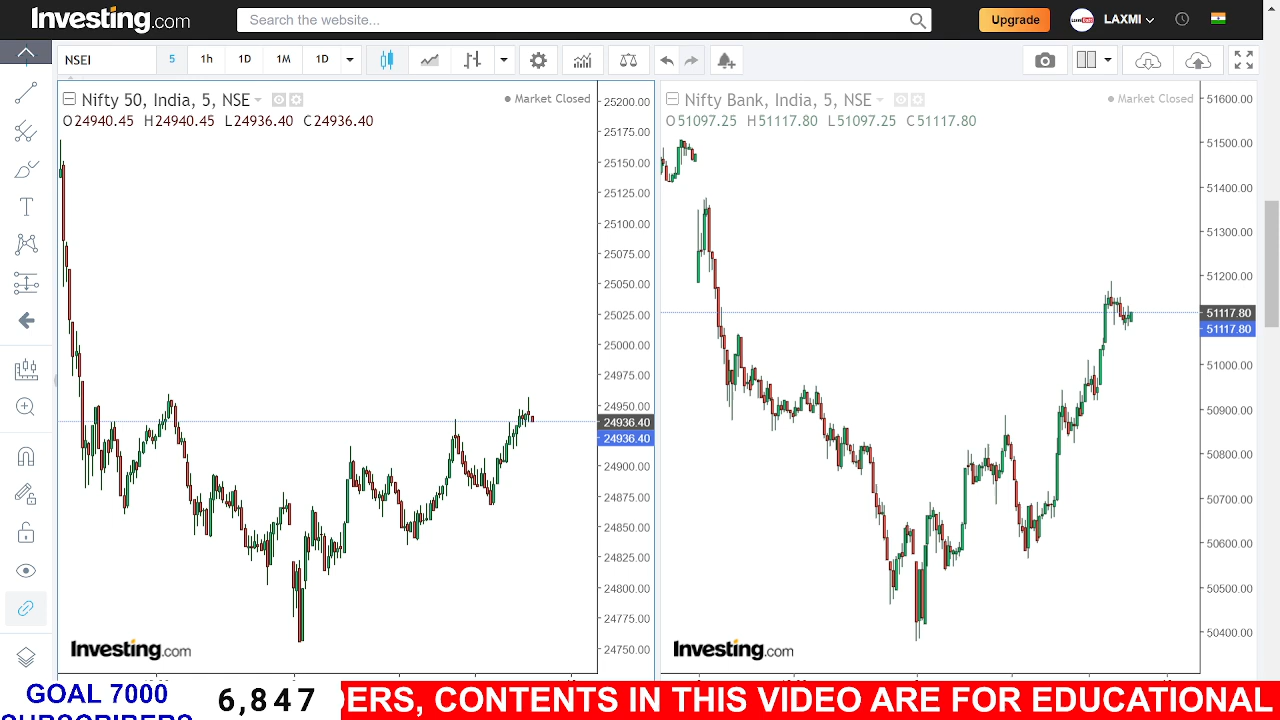 Investing.com
Search the website...
Upgrade
LAXMI
NSEI
5
1h
1D
1M
1D
Nifty 50, India, 5, NSE
Market Closed
O24940.45 H24940.45 L24936.40 C24936.40
25200.00
25175.00
25150.00
25125.00
25100.00
25075.00
25050.00
25025.00
25000.00
24975.00
24950.00
24936.40
24936.40
24900.00
24875.00
24850.00
24825.00
24800.00
24775.00
24750.00
Investing.com
Nifty Bank, India, 5, NSE
Market Closed
O51097.25 H51117.80 L51097.25 C51117.80
51600.00
51500.00
51400.00
51300.00
51200.00
51117.80
51117.80
51000.00
50900.00
50800.00
50700.00
50600.00
50500.00
50400.00
Investing.com
GOAL 7000
SUBSCRIBERS
6,847
DERS, CONTENTS IN THIS VIDEO ARE FOR EDUCATIONAL